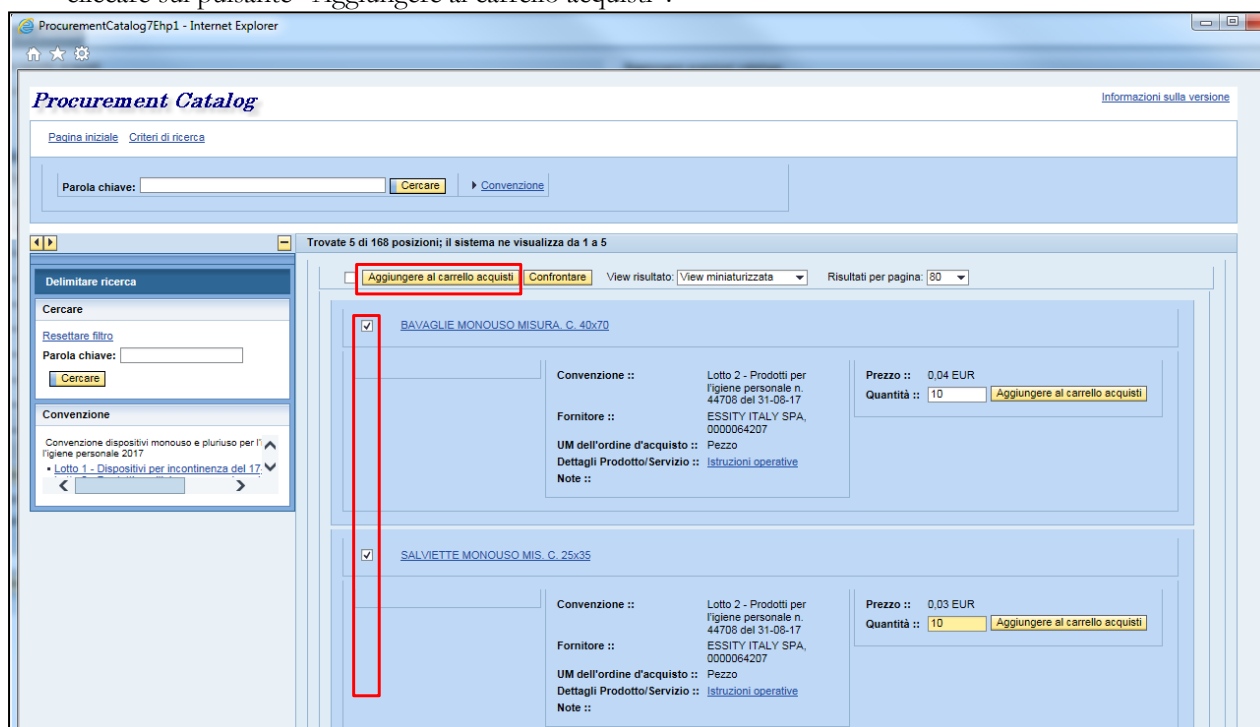 cliccare sul pulsante "Aggiungere al carrello acquisti".
ProcurementCatalog7Ehp1 - Internet Explorer
Procurement Catalog
Informazioni sulla versione
Pagina iniziale Criteri di ricerca
Parola chiave: Cercare Convenzione
Trovate 5 di 168 posizioni; il sistema ne visualizza da 1 a 5
Delimitare ricerca
Cercare
Resettare filtro
Parola chiave:
Cercare
Convenzione
Convenzione dispositivi monouso e pluriuso per l'
l'igiene personale 2017
Lotto 1 - Dispositivi per incontinenza del 17
Aggiungere al carrello acquisti Confrontare View risultato: View miniaturizzata Risultati per pagina: 80
BAVAGLIE MONOUSO MISURA. C. 40x70
Convenzione :: Lotto 2 - Prodotti per
l'igiene personale n.
44708 del 31-08-17
Fornitore :: ESSITY ITALY SPA,
0000064207
UM dell'ordine d'acquisto :: Pezzo
Dettagli Prodotto/Servizio :: Istruzioni operative
Note ::
Prezzo :: 0,04 EUR
Quantità :: 10 Aggiungere al carrello acquisti
SALVIETTE MONOUSO MIS. C. 25x35
Convenzione :: Lotto 2 - Prodotti per
l'igiene personale n.
44708 del 31-08-17
Fornitore :: ESSITY ITALY SPA,
0000064207
UM dell'ordine d'acquisto :: Pezzo
Dettagli Prodotto/Servizio :: Istruzioni operative
Note ::
Prezzo :: 0,03 EUR
Quantità :: 10 Aggiungere al carrello acquisti